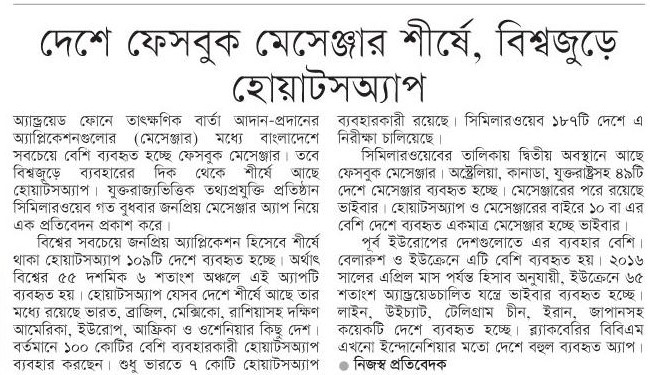 দেশে ফেসবুক মেসেঞ্জার শীর্ষে, বিশ্বজুড়ে
হোয়াটসঅ্যাপ
অ্যান্ড্রয়েড ফোনে তাৎক্ষণিক বার্তা আদান-প্রদানের
অ্যাপ্লিকেশনগুলোর (মেসেঞ্জার) মধ্যে বাংলাদেশে
সবচেয়ে বেশি ব্যবহৃত হচ্ছে ফেসবুক মেসেঞ্জার। তবে
বিশ্বজুড়ে ব্যবহারের দিক থেকে শীর্ষে আছে
হোয়াটসঅ্যাপ। যুক্তরাজ্যভিত্তিক তথ্যপ্রযুক্তি প্রতিষ্ঠান
সিমিলারওয়েব গত বুধবার জনপ্রিয় মেসেঞ্জার অ্যাপ নিয়ে
এক প্রতিবেদন প্রকাশ করে।
বিশ্বের সবচেয়ে জনপ্রিয় অ্যাপ্লিকেশন হিসেবে শীর্ষে
থাকা হোয়াটসঅ্যাপ ১০৯টি দেশে ব্যবহৃত হচ্ছে। অর্থাৎ
বিশ্বের ৫৫ দশমিক ৬ শতাংশ অঞ্চলে এই অ্যাপটি
ব্যবহৃত হয়। হোয়াটসঅ্যাপ যেসব দেশে শীর্ষে আছে তার
মধ্যে রয়েছে ভারত, ব্রাজিল, মেক্সিকো, রাশিয়াসহ দক্ষিণ
আমেরিকা, ইউরোপ, আফ্রিকা ও ওশেনিয়ার কিছু দেশ।
বর্তমানে ১০০ কোটির বেশি ব্যবহারকারী হোয়াটসঅ্যাপ
ব্যবহার করছেন। শুধু ভারতে ৭ কোটি হোয়াটসঅ্যাপ
ব্যবহারকারী রয়েছে। সিমিলারওয়েব ১৮৭টি দেশে এ
নিরীক্ষা চালিয়েছে।
সিমিলারওয়েবের তালিকায় দ্বিতীয় অবস্থানে আছে
ফেসবুক মেসেঞ্জার। অস্ট্রেলিয়া, কানাডা, যুক্তরাষ্ট্রসহ ৪৯টি
দেশে মেসেঞ্জার ব্যবহৃত হচ্ছে। মেসেঞ্জারের পরে রয়েছে
ভাইবার। হোয়াটসঅ্যাপ ও মেসেঞ্জারের বাইরে ১০ বা এর
বেশি দেশে ব্যবহৃত একমাত্র মেসেঞ্জার হচ্ছে ভাইবার।
পূর্ব ইউরোপের দেশগুলোতে এর ব্যবহার বেশি।
বেলারুশ ও ইউক্রেনে এটি বেশি ব্যবহৃত হয়। ২০১৬
সালের এপ্রিল মাস পর্যন্ত হিসাব অনুযায়ী, ইউক্রেনে ৬৫
শতাংশ অ্যান্ড্রয়েডচালিত যন্ত্রে ভাইবার ব্যবহৃত হচ্ছে।
লাইন, উইচ্যাট, টেলিগ্রাম চীন, ইরান, জাপানসহ
কয়েকটি দেশে ব্যবহৃত হচ্ছে। ব্ল্যাকবেরির বিবিএম
এখনো ইন্দোনেশিয়ার মতো দেশে বহুল ব্যবহৃত অ্যাপ।
● নিজস্ব প্রতিবেদক